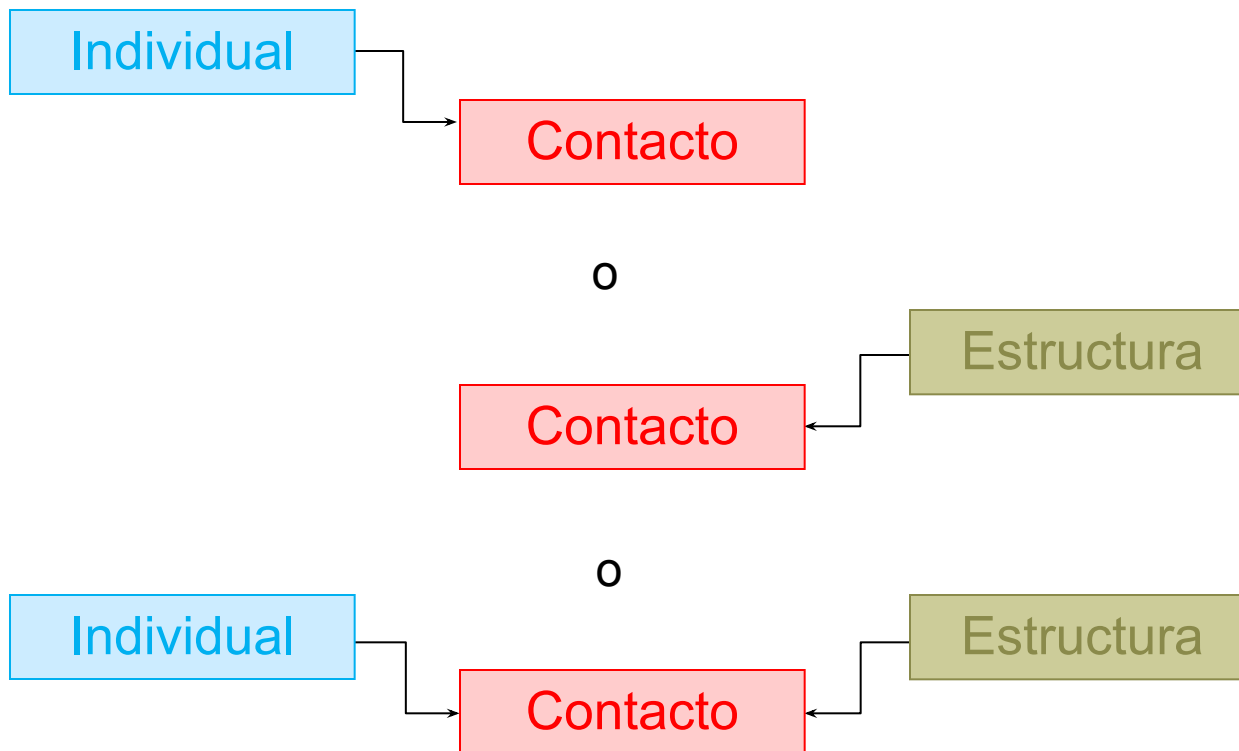 Individual
Contacto
o
Estructura
Contacto
o
Individual
Estructura
Contacto